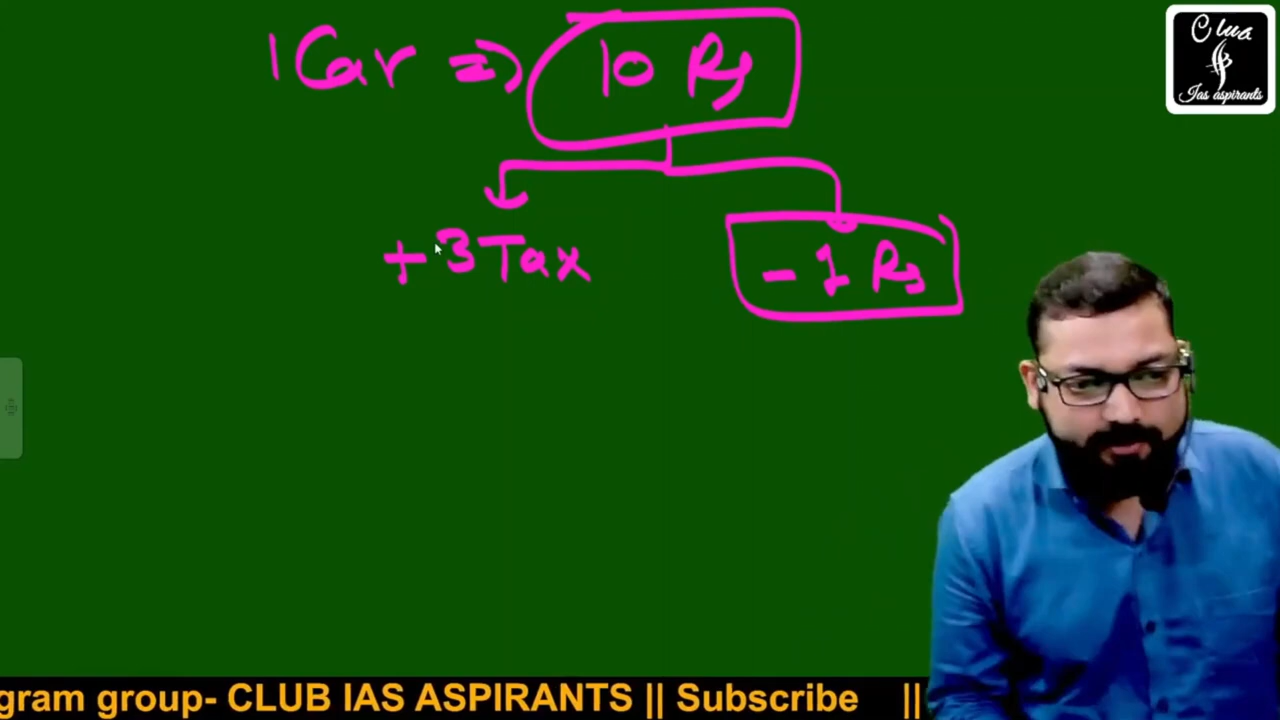 1 Car => 10 Rs
+3 Tax
- 1 Rs
Club
Ias aspirants
gram group- CLUB IAS ASPIRANTS || Subscribe ||